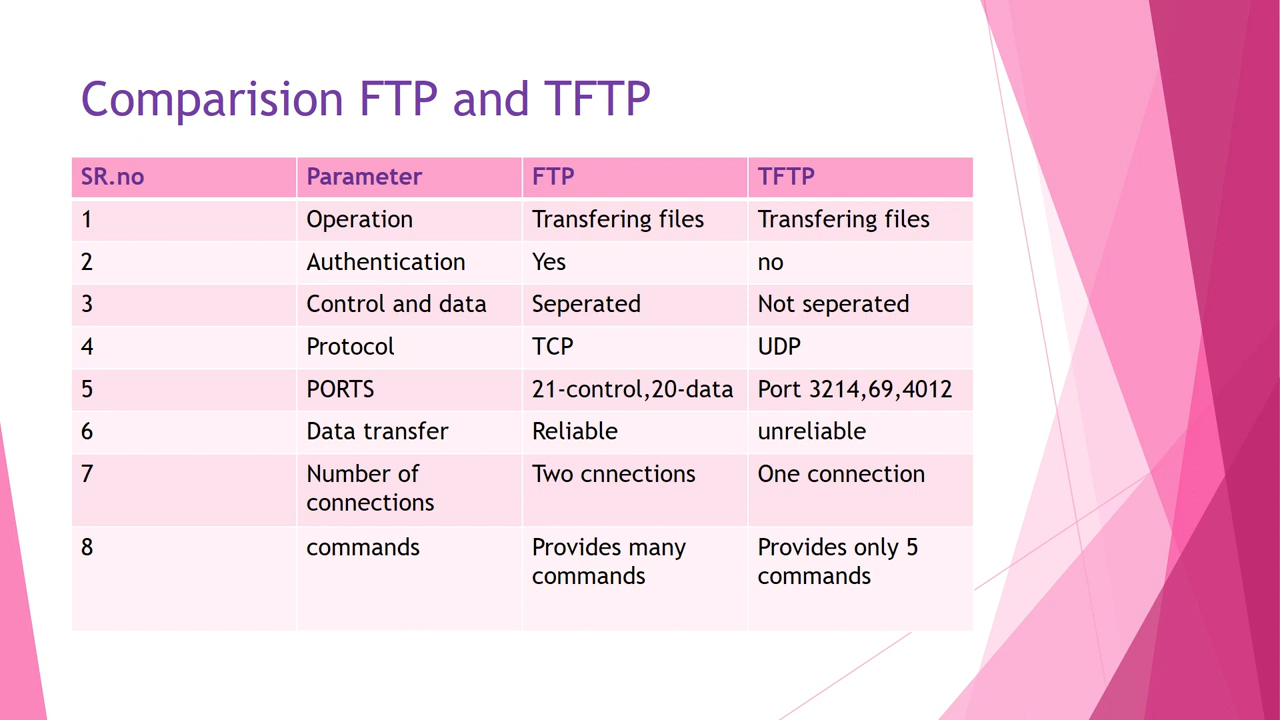 Comparision FTP and TFTP
SR.no Parameter FTP TFTP
1 Operation Transfering files Transfering files
2 Authentication Yes no
3 Control and data Seperated Not seperated
4 Protocol TCP UDP
5 PORTS 21-control,20-data Port 3214,69,4012
6 Data transfer Reliable unreliable
7 Number of connections Two cnnections One connection
8 commands Provides many commands Provides only 5 commands